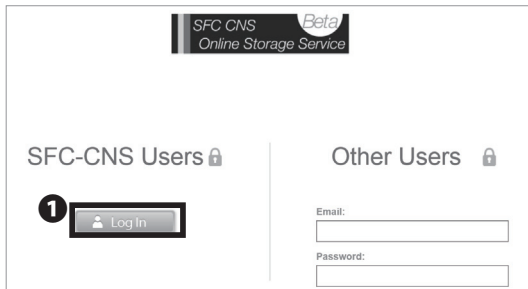 SFC CNS Beta
Online Storage Service
SFC-CNS Users
Other Users
1
Log In
Email:
Password: